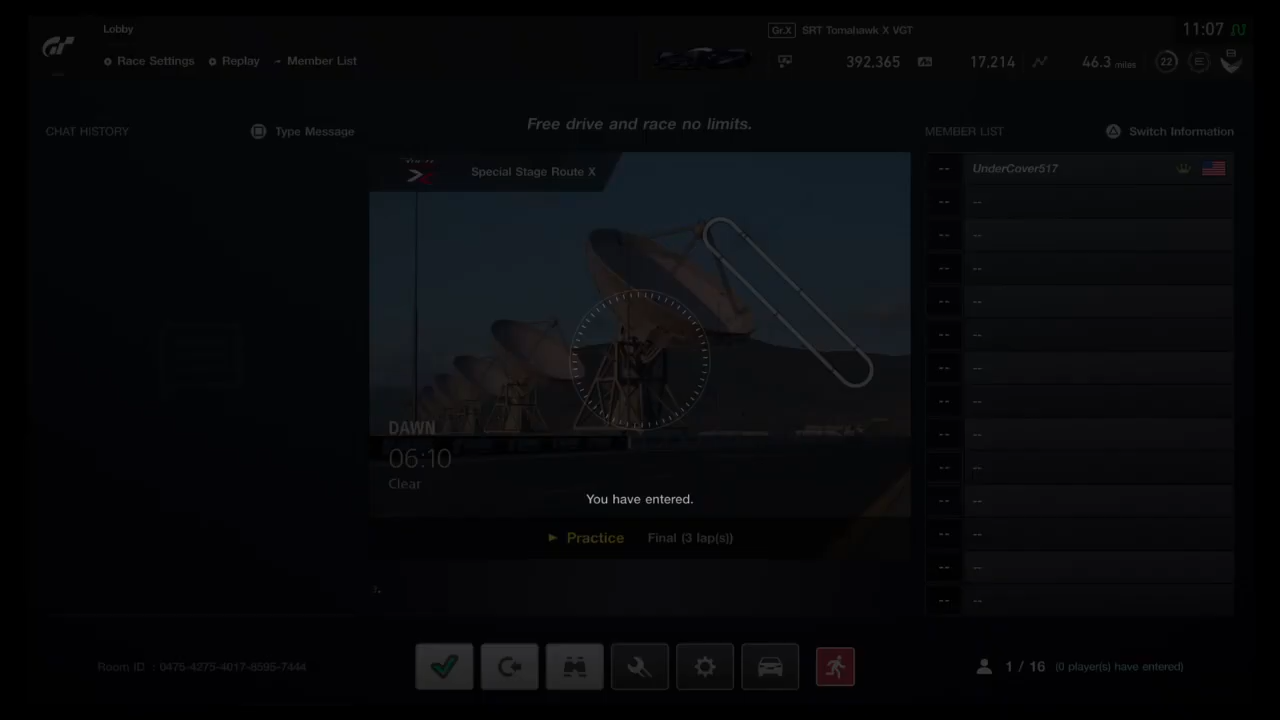 Lobby
Gr.X SRT Tomahawk X VGT
11:07
Race Settings Replay Member List
392,365 17,214 46.3 miles 22 E B
CHAT HISTORY Type Message
Free drive and race no limits.
MEMBER LIST Switch Information
Special Stage Route X
-- UnderCover517
-- --
-- --
-- --
-- --
-- --
-- --
-- --
-- --
-- --
-- --
-- --
-- --
-- --
DAWN
06:10
Clear
You have entered.
Practice Final (3 lap(s))
Room ID : 0475-4275-4017-8595-7444
1 / 16 (0 player(s) have entered)